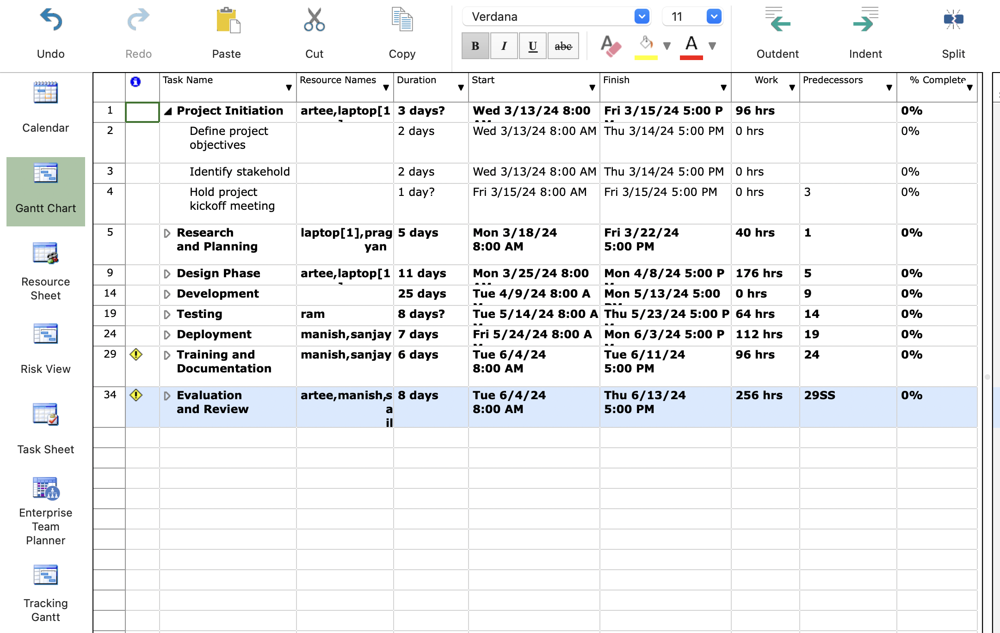 Undo
Redo
Paste
Cut
Copy
Verdana
11
B
I
U
abc
A
A
Outdent
Indent
Split
Calendar
Gantt Chart
Resource
Sheet
Risk View
Task Sheet
Enterprise
Team
Planner
Tracking
Gantt
Task Name Resource Names Duration Start Finish Work Predecessors % Complete
1 Project Initiation artee,laptop[1 3 days? Wed 3/13/24 8:00 Fri 3/15/24 5:00 P 96 hrs 0%
2 Define project 2 days Wed 3/13/24 8:00 AM Thu 3/14/24 5:00 PM 0 hrs 0%
objectives
3 Identify stakehold 2 days Wed 3/13/24 8:00 AM Thu 3/14/24 5:00 PM 0 hrs 0%
4 Hold project 1 day? Fri 3/15/24 8:00 AM Fri 3/15/24 5:00 PM 0 hrs 3 0%
kickoff meeting
5 Research laptop[1],prag 5 days Mon 3/18/24 Fri 3/22/24 40 hrs 1 0%
and Planning yan 8:00 AM 5:00 PM
9 Design Phase artee,laptop[1 11 days Mon 3/25/24 8:00 Mon 4/8/24 5:00 P 176 hrs 5 0%
14 Development 25 days Tue 4/9/24 8:00 A Mon 5/13/24 5:00 0 hrs 9 0%
19 Testing ram 8 days? Tue 5/14/24 8:00 A Thu 5/23/24 5:00 P 64 hrs 14 0%
24 Deployment manish,sanjay 7 days Fri 5/24/24 8:00 A Mon 6/3/24 5:00 P 112 hrs 19 0%
29 Training and manish,sanjay 6 days Tue 6/4/24 Tue 6/11/24 96 hrs 24 0%
Documentation 8:00 AM 5:00 PM
34 Evaluation artee,manish,s 8 days Tue 6/4/24 Thu 6/13/24 256 hrs 29SS 0%
and Review a 8:00 AM 5:00 PM
il